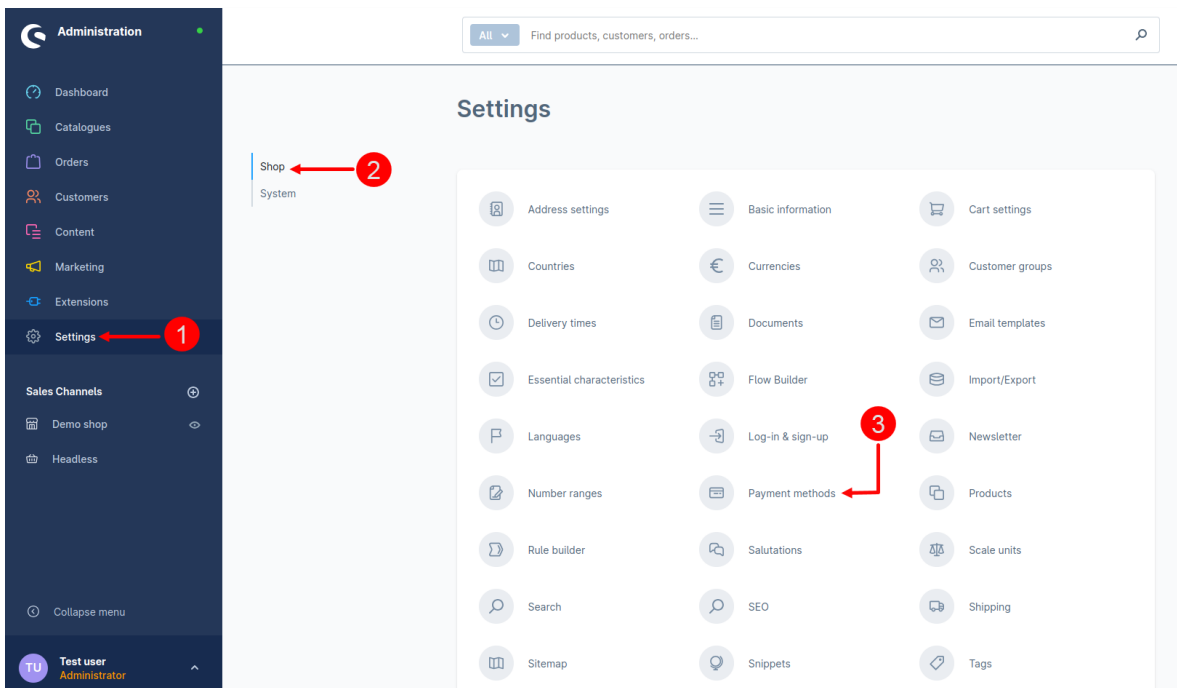 Administration
All
Find products, customers, orders...
Dashboard
Catalogues
Orders
Customers
Content
Marketing
Extensions
Settings
1
Sales Channels
Demo shop
Headless
Collapse menu
TU
Test user
Administrator
Settings
Shop
2
System
Address settings
Basic information
Cart settings
Countries
Currencies
Customer groups
Delivery times
Documents
Email templates
Essential characteristics
Flow Builder
Import/Export
Languages
Log-in & sign-up
3
Newsletter
Number ranges
Payment methods
Products
Rule builder
Salutations
Scale units
Search
SEO
Shipping
Sitemap
Snippets
Tags